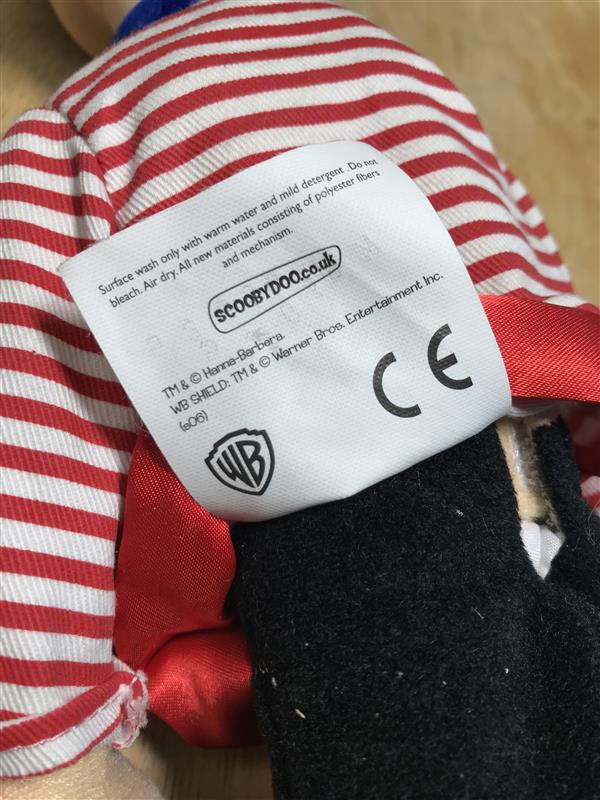 Surface wash only with warm water and mild detergent. Do not
bleach. Air dry. All new materials consisting of polyester fibers
and mechanism.
SCOOBYDOO.co.uk
TM & © Hanna-Barbera.
WB SHIELD: TM & © Warner Bros. Entertainment Inc.
(s06)
CE
WB